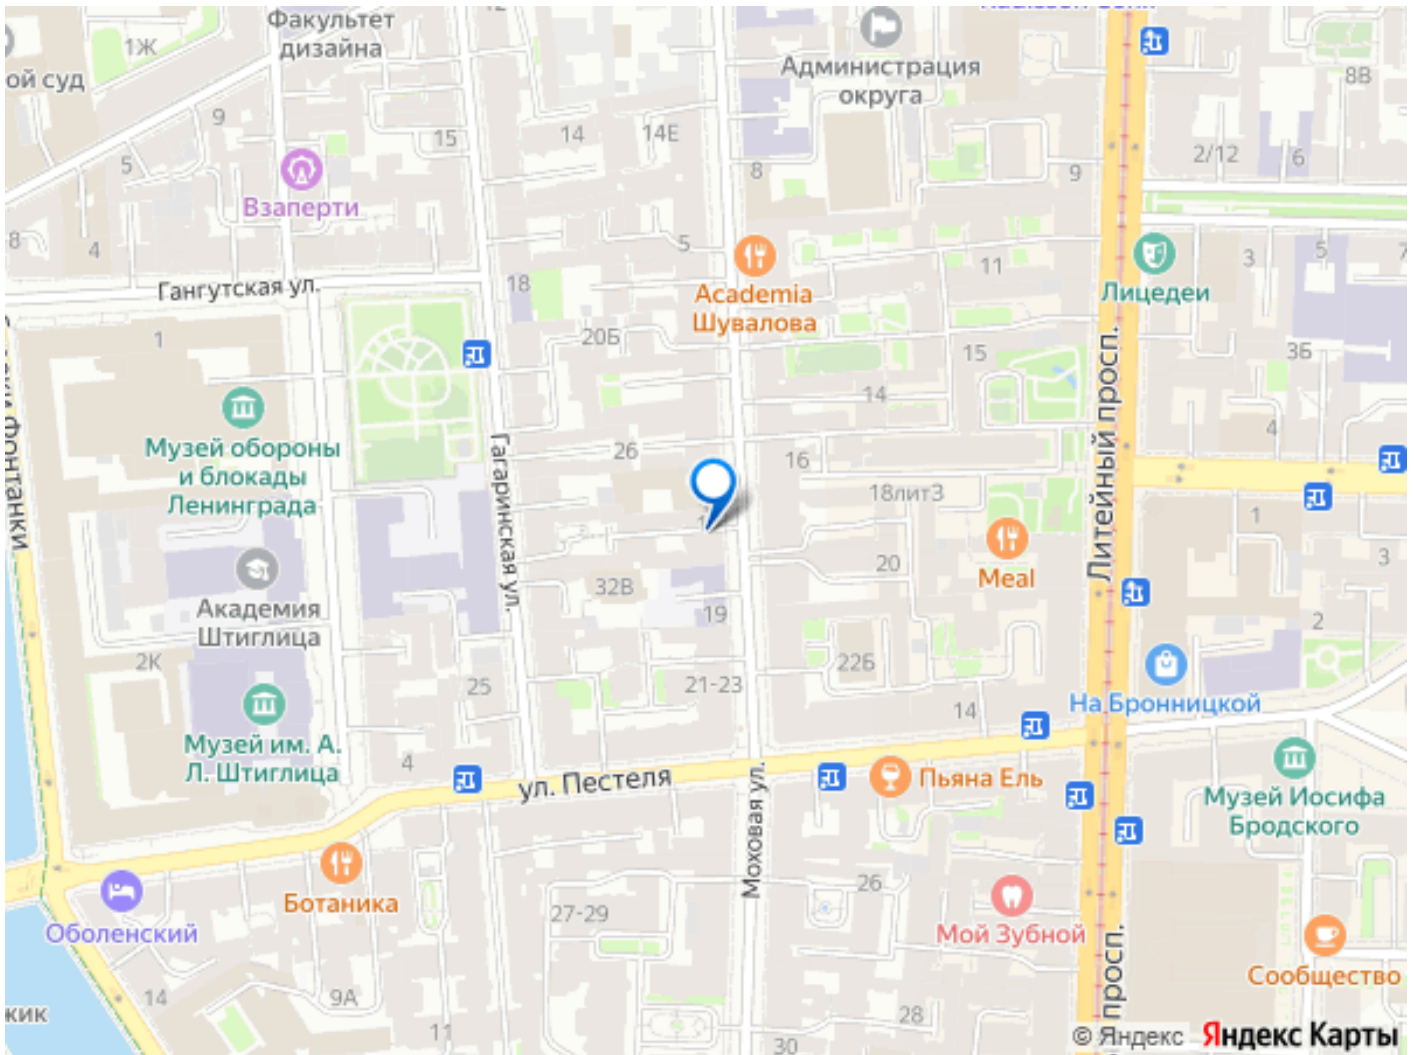 Факультет
дизайна
1Ж
ой суд
Администрация
округа
8В
9
15
14
14Е
2/12
6
5
8
9
Взаперти
8
4
5
11
3
5
Гангутская ул.
18
Academia
Шувалова
Лицедеи
1
20Б
15
3Б
14
Музей обороны
и блокады
Ленинграда
26
16
4
Гагаринская ул.
Литейный просп.
18литЗ
1
Фонтанки
20
Meal
3
Академия
Штиглица
32В
19
2
2К
22Б
25
21-23
14
На Бронницкой
Музей им. А.
Л. Штиглица
4
ул. Пестеля
Пьяна Ель
Моховая ул.
Музей Иосифа
Бродского
Ботаника
26
Оболенский
27-29
Мой Зубной
просп.
Сообщество
14
9А
жик
11
28
30
© Яндекс Яндекс Карты